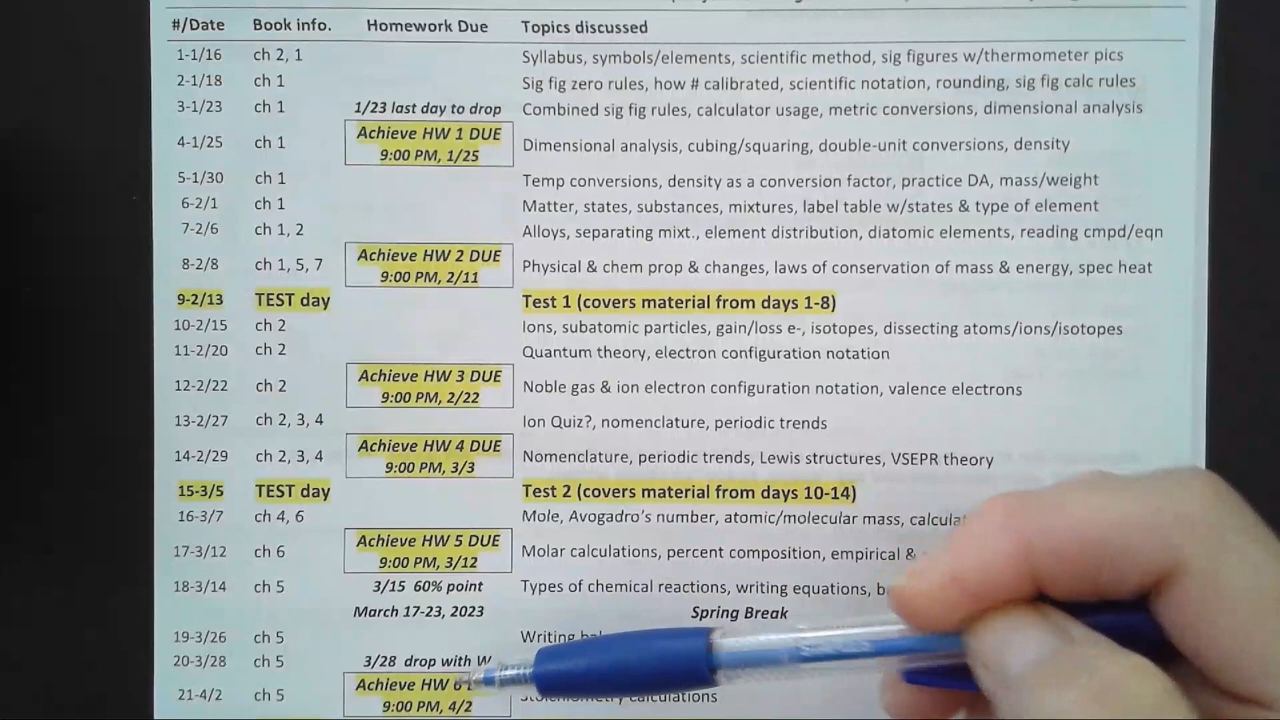 #/Date Book info. Homework Due Topics discussed
1-1/16 ch 2, 1 Syllabus, symbols/elements, scientific method, sig figures w/thermometer pics
2-1/18 ch 1 Sig fig zero rules, how # calibrated, scientific notation, rounding, sig fig calc rules
3-1/23 ch 1 1/23 last day to drop Combined sig fig rules, calculator usage, metric conversions, dimensional analysis
4-1/25 ch 1 Achieve HW 1 DUE Dimensional analysis, cubing/squaring, double-unit conversions, density
9:00 PM, 1/25
5-1/30 ch 1 Temp conversions, density as a conversion factor, practice DA, mass/weight
6-2/1 ch 1 Matter, states, substances, mixtures, label table w/states & type of element
7-2/6 ch 1, 2 Alloys, separating mixt., element distribution, diatomic elements, reading cmpd/eqn
8-2/8 ch 1, 5, 7 Achieve HW 2 DUE Physical & chem prop & changes, laws of conservation of mass & energy, spec heat
9:00 PM, 2/11
9-2/13 TEST day Test 1 (covers material from days 1-8)
10-2/15 ch 2 Ions, subatomic particles, gain/loss e-, isotopes, dissecting atoms/ions/isotopes
11-2/20 ch 2 Quantum theory, electron configuration notation
12-2/22 ch 2 Achieve HW 3 DUE Noble gas & ion electron configuration notation, valence electrons
9:00 PM, 2/22
13-2/27 ch 2, 3, 4 Ion Quiz?, nomenclature, periodic trends
14-2/29 ch 2, 3, 4 Achieve HW 4 DUE Nomenclature, periodic trends, Lewis structures, VSEPR theory
9:00 PM, 3/3
15-3/5 TEST day Test 2 (covers material from days 10-14)
16-3/7 ch 4, 6 Mole, Avogadro's number, atomic/molecular mass,
17-3/12 ch 6 Achieve HW 5 DUE Molar calculations, percent composition, empirical &
9:00 PM, 3/12
18-3/14 ch 5 3/15 60% point Types of chemical reactions, writing equations,
March 17-23, 2023 Spring Break
19-3/26 ch 5 Writing
20-3/28 ch 5 3/28 drop with W
21-4/2 ch 5 Achieve HW 6 calculations
9:00 PM, 4/2